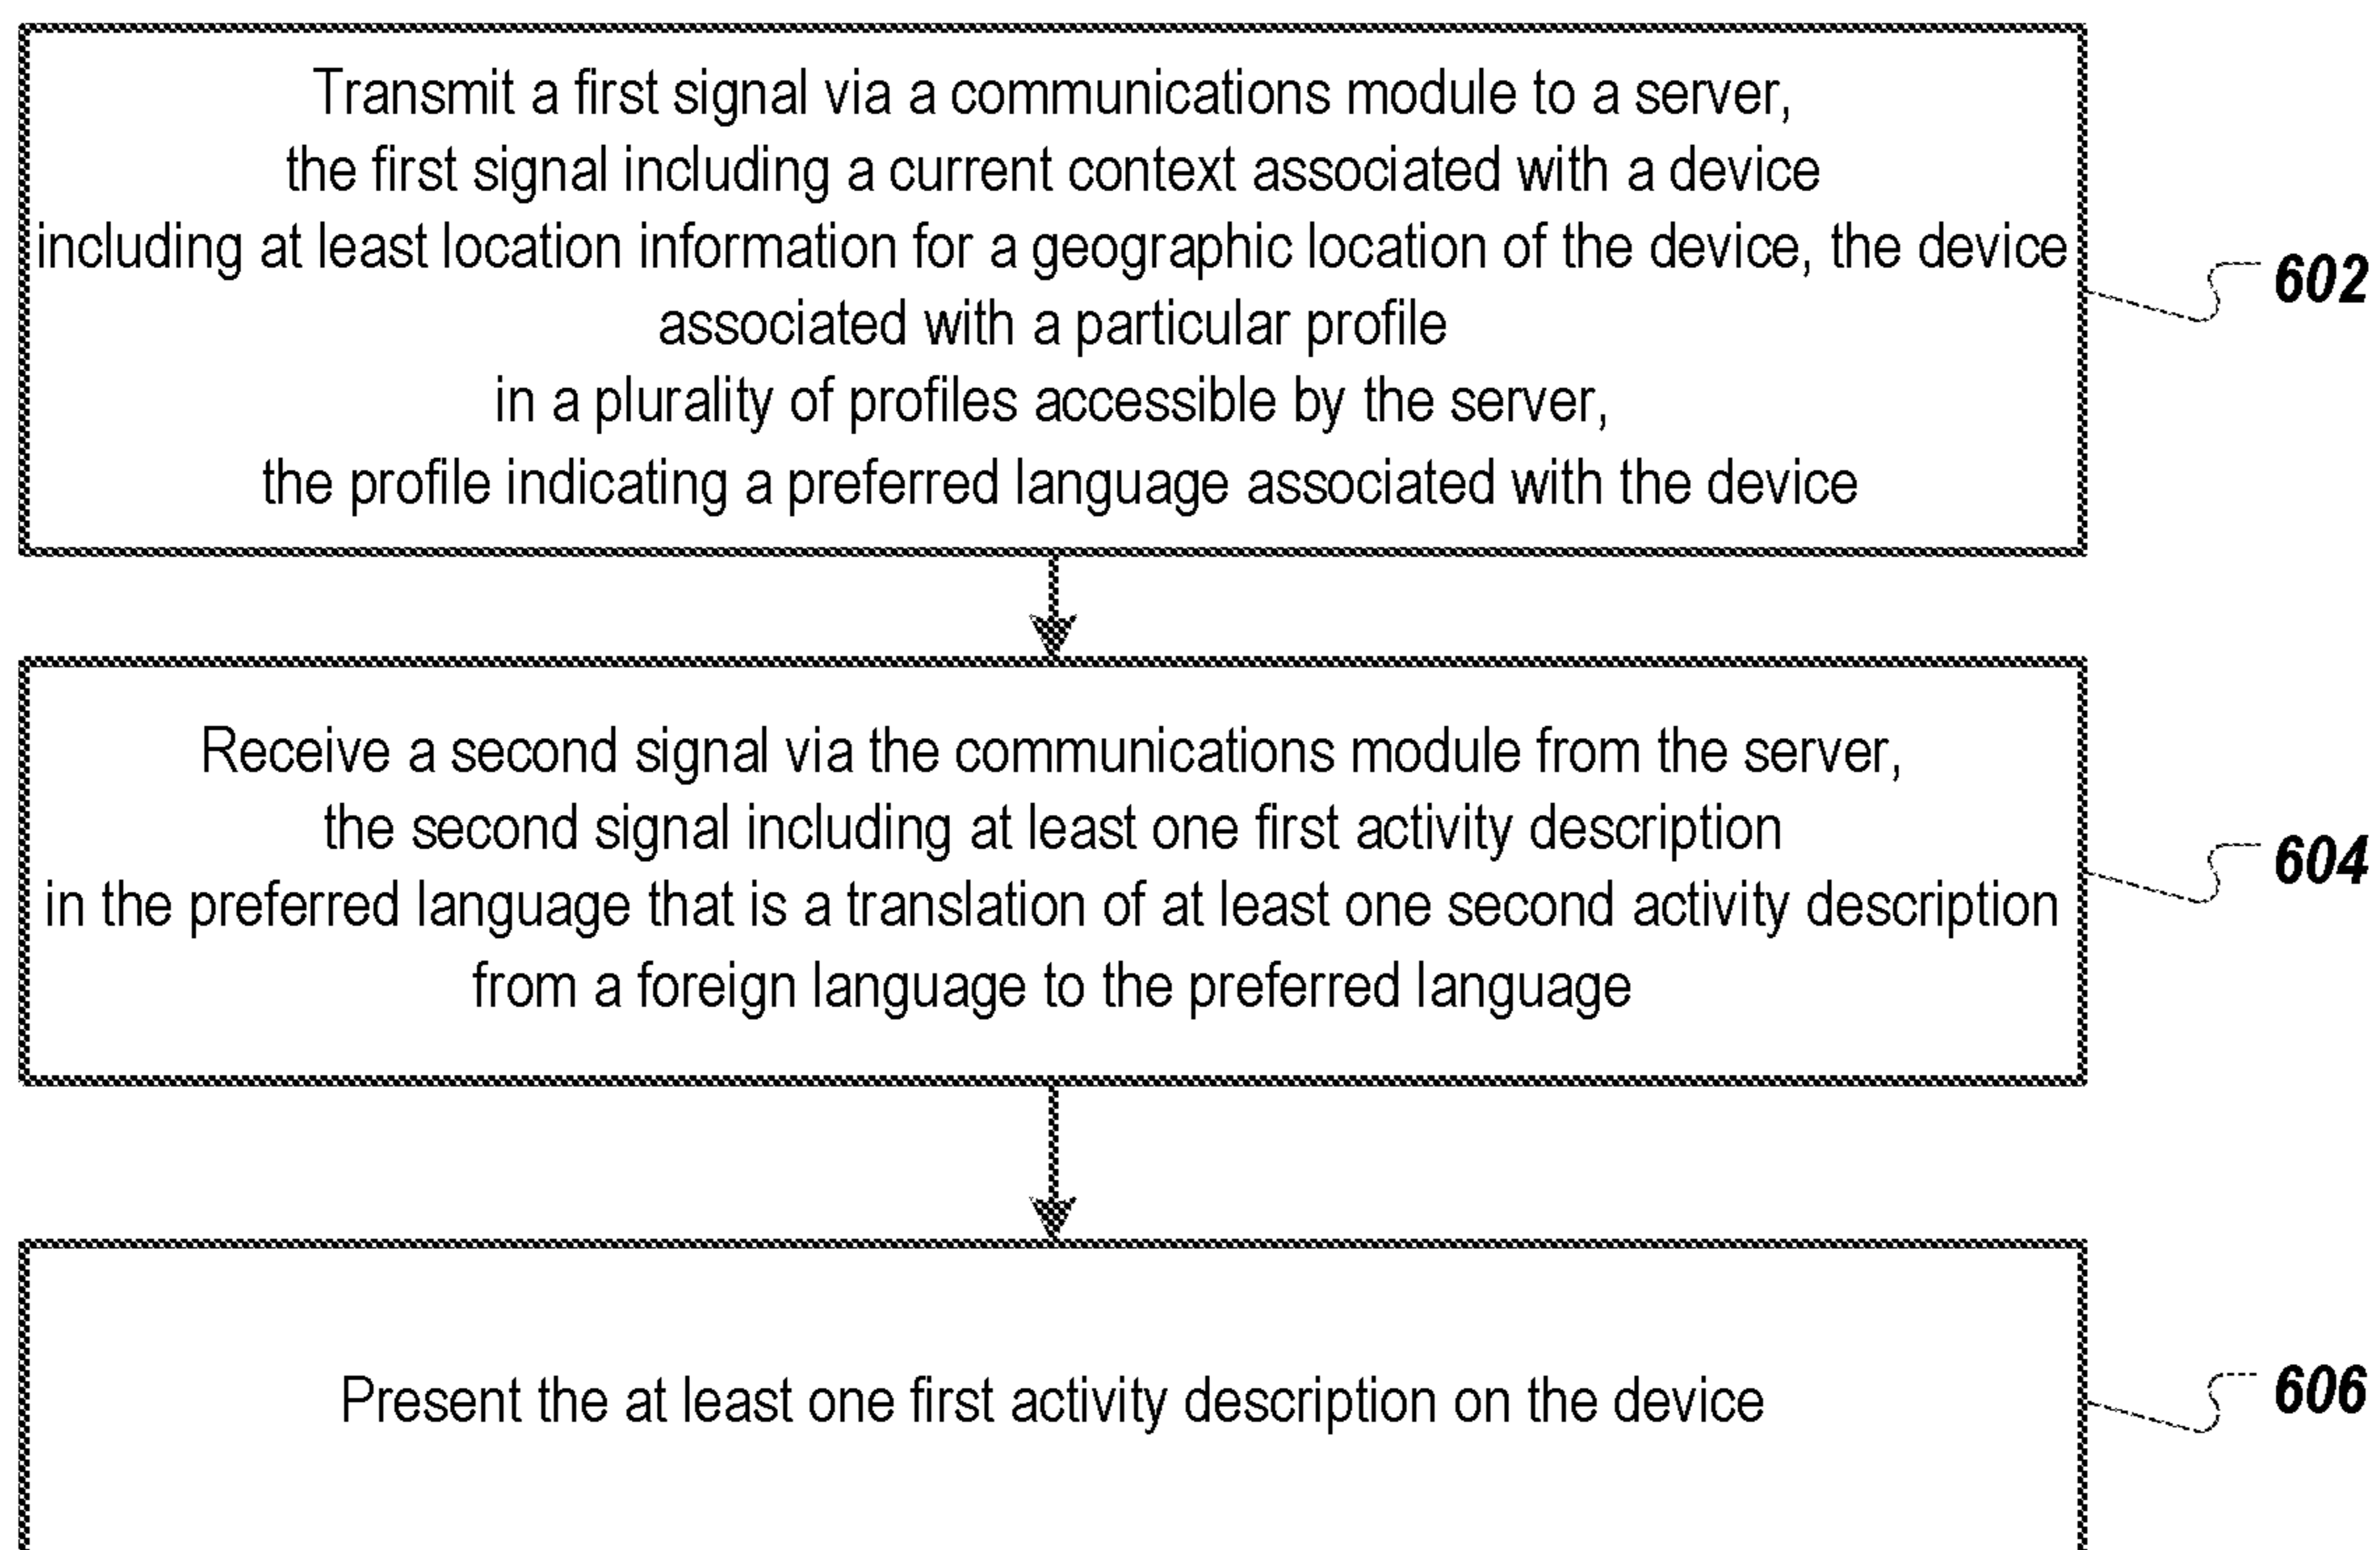 Transmit a first signal via a communications module to a server,
the first signal including a current context associated with a device
including at least location information for a geographic location of the device, the device
associated with a particular profile
in a plurality of profiles accessible by the server,
the profile indicating a preferred language associated with the device
602
Receive a second signal via the communications module from the server,
the second signal including at least one first activity description
in the preferred language that is a translation of at least one second activity description
from a foreign language to the preferred language
604
Present the at least one first activity description on the device
606